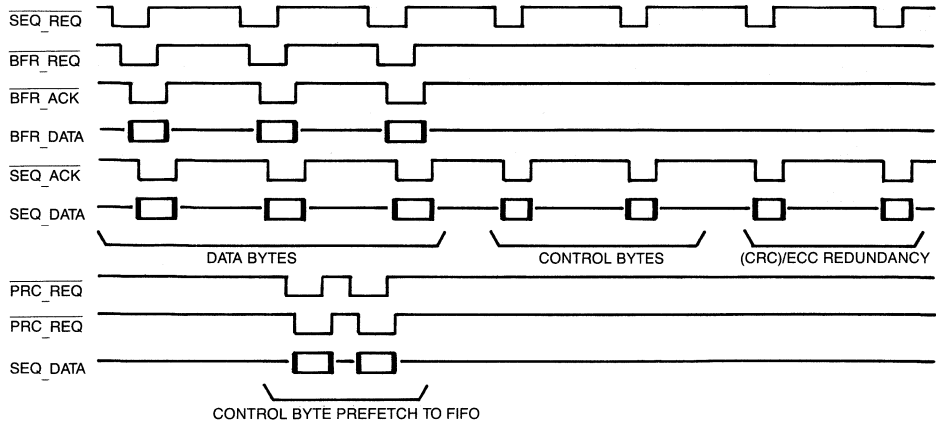 SEQ_REQ
BFR_REQ
BFR_ACK
BFR_DATA
SEQ_ACK
SEQ_DATA
DATA BYTES
CONTROL BYTES
(CRC)/ECC REDUNDANCY
PRC_REQ
PRC_REQ
SEQ_DATA
CONTROL BYTE PREFETCH TO FIFO